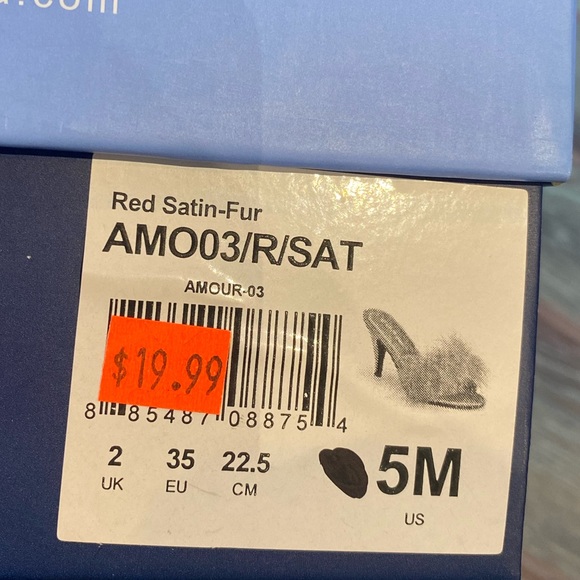 .com
Red Satin-Fur
AMO03/R/SAT
AMOUR-03
$19.99
8 85487 08875 4
2 35 22.5 5M
UK EU CM US